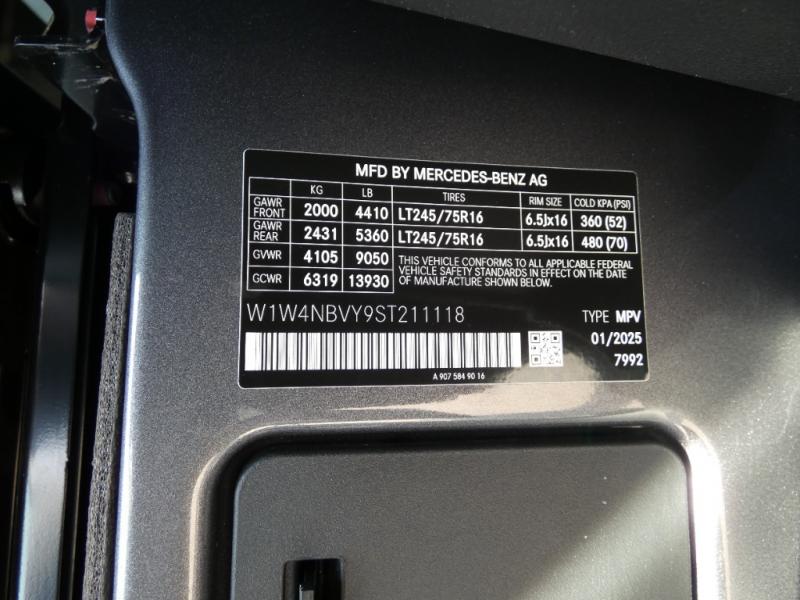 MFD BY MERCEDES-BENZ AG
KG LB TIRES RIM SIZE COLD KPA (PSI)
GAWR FRONT 2000 4410 LT245/75R16 6.5Jx16 360 (52)
GAWR REAR 2431 5360 LT245/75R16 6.5Jx16 480 (70)
GVWR 4105 9050
GCWR 6319 13930
THIS VEHICLE CONFORMS TO ALL APPLICABLE FEDERAL
VEHICLE SAFETY STANDARDS IN EFFECT ON THE DATE
OF MANUFACTURE SHOWN BELOW.
W1W4NBVY9ST211118 TYPE MPV
01/2025
7992
A 907 584 90 16